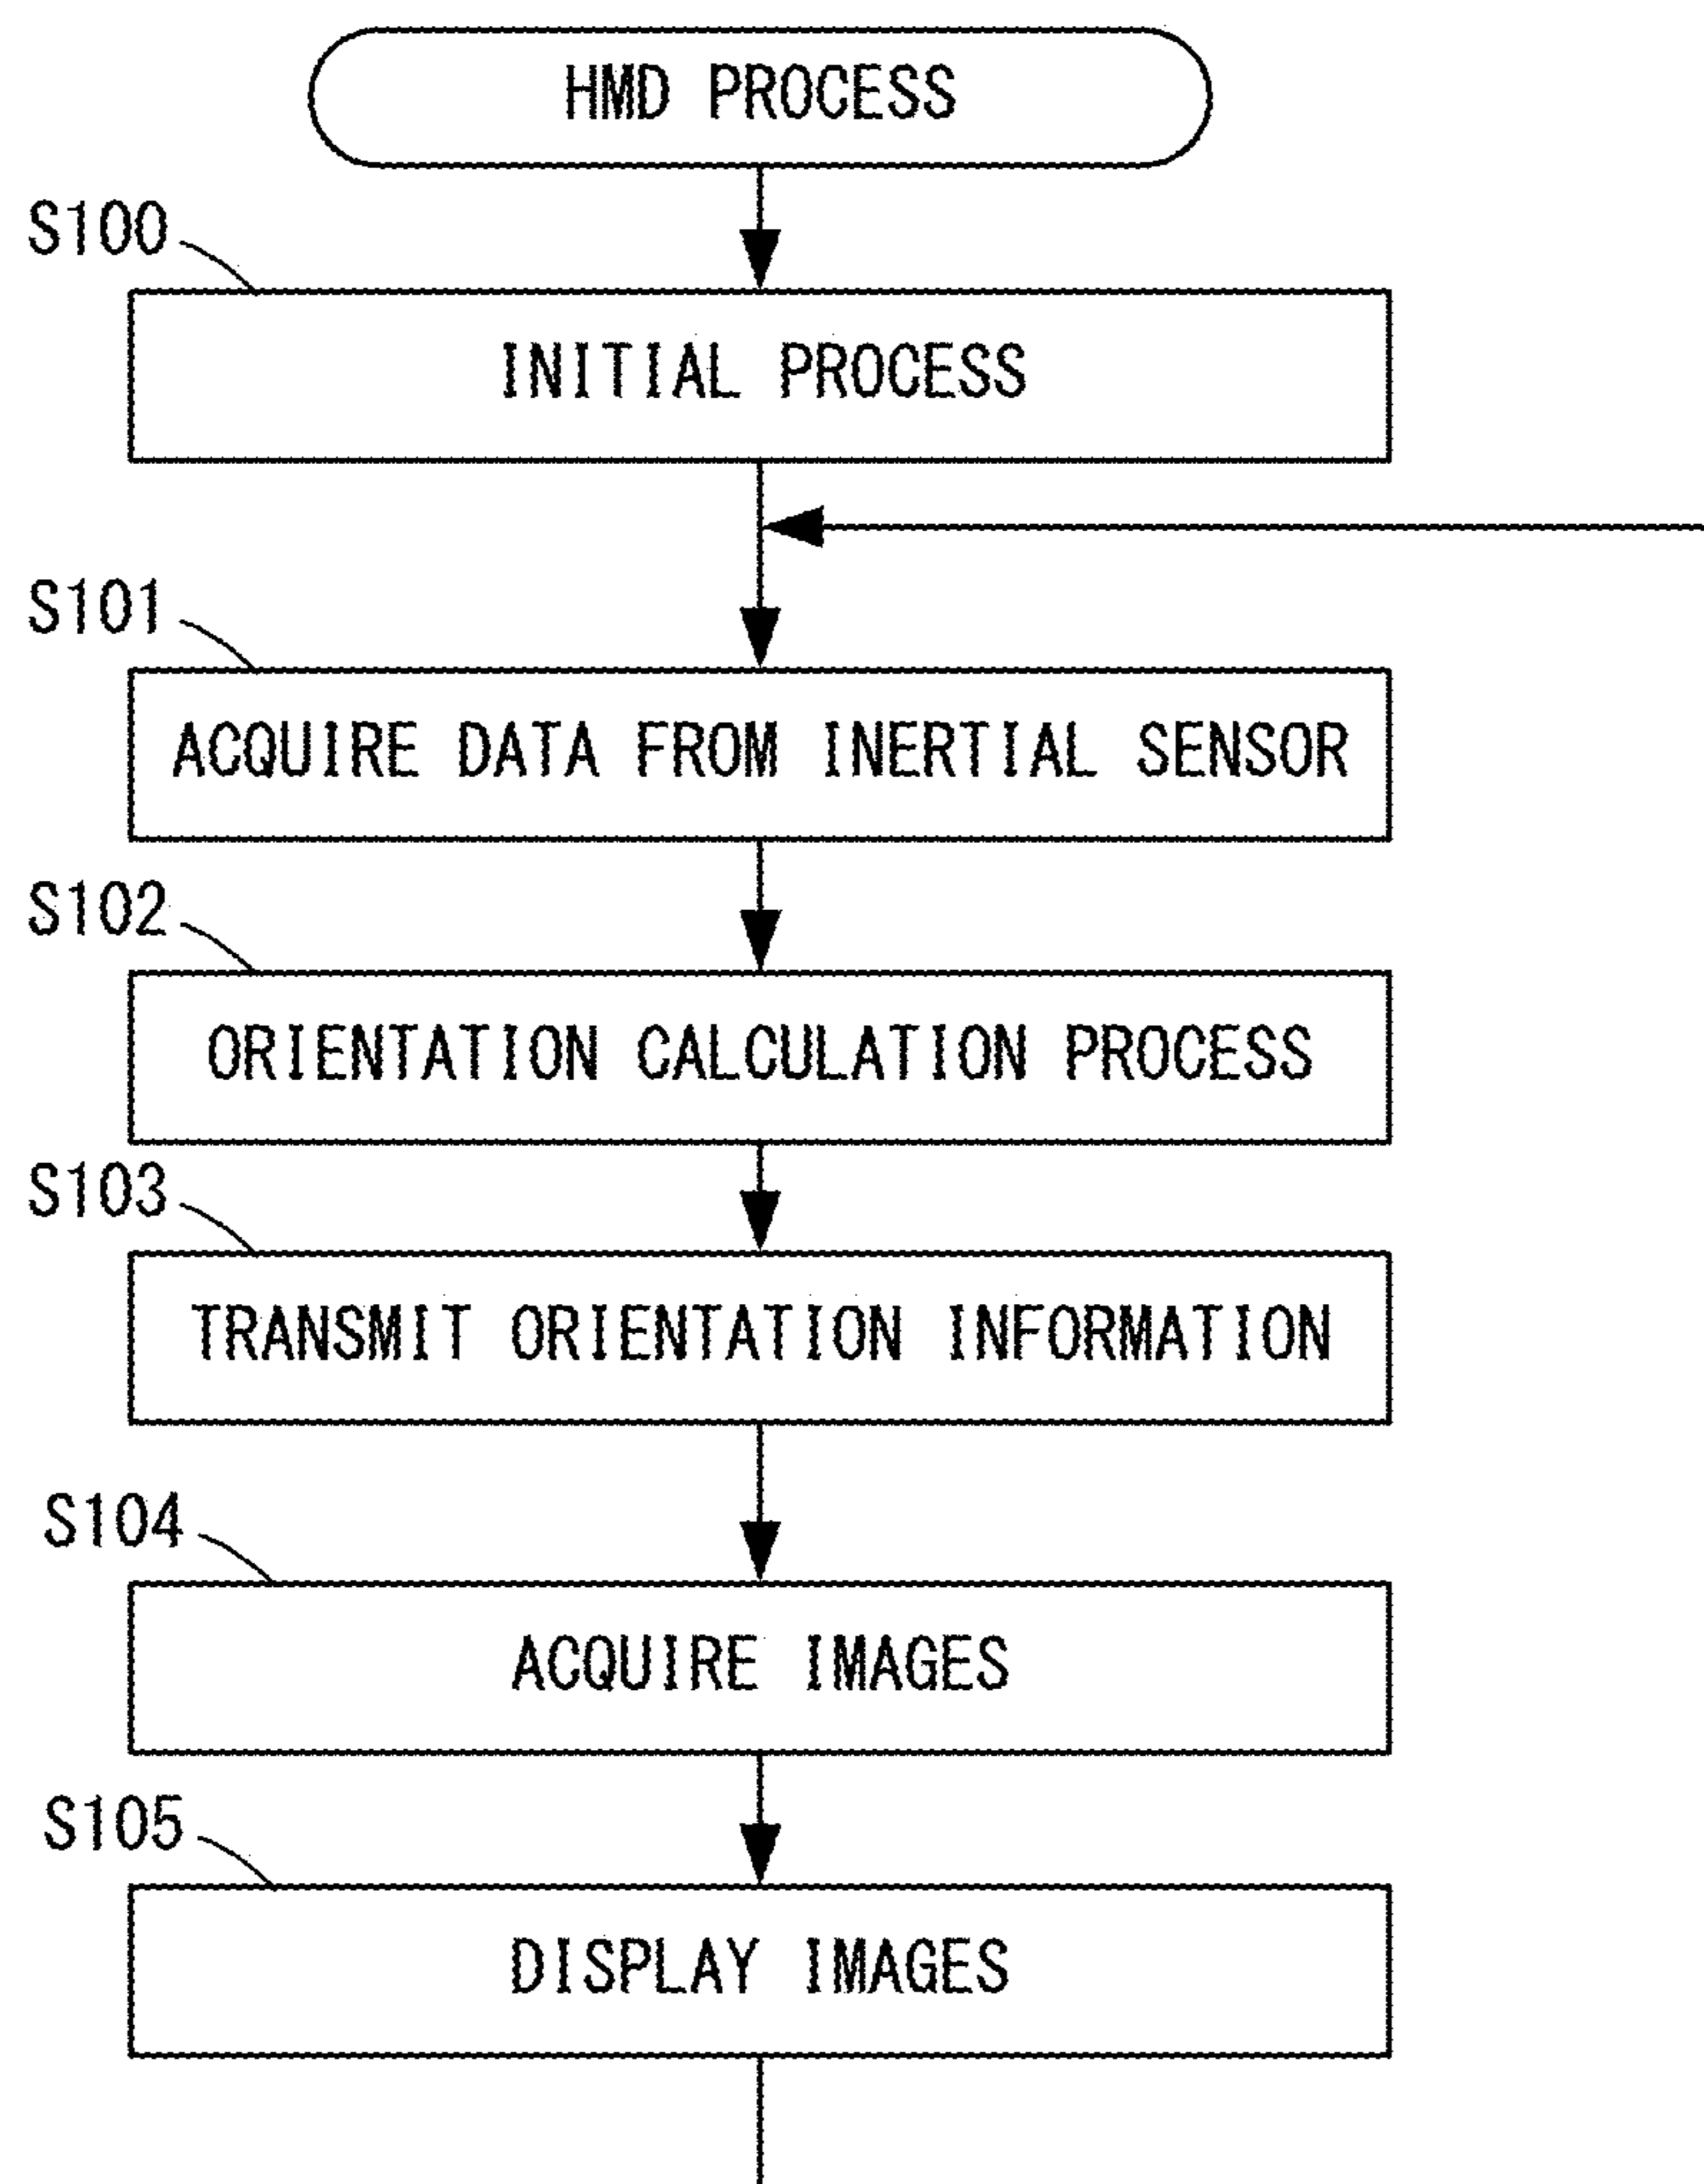 HMD PROCESS
S100
INITIAL PROCESS
S101
ACQUIRE DATA FROM INERTIAL SENSOR
S102
ORIENTATION CALCULATION PROCESS
S103
TRANSMIT ORIENTATION INFORMATION
S104
ACQUIRE IMAGES
S105
DISPLAY IMAGES